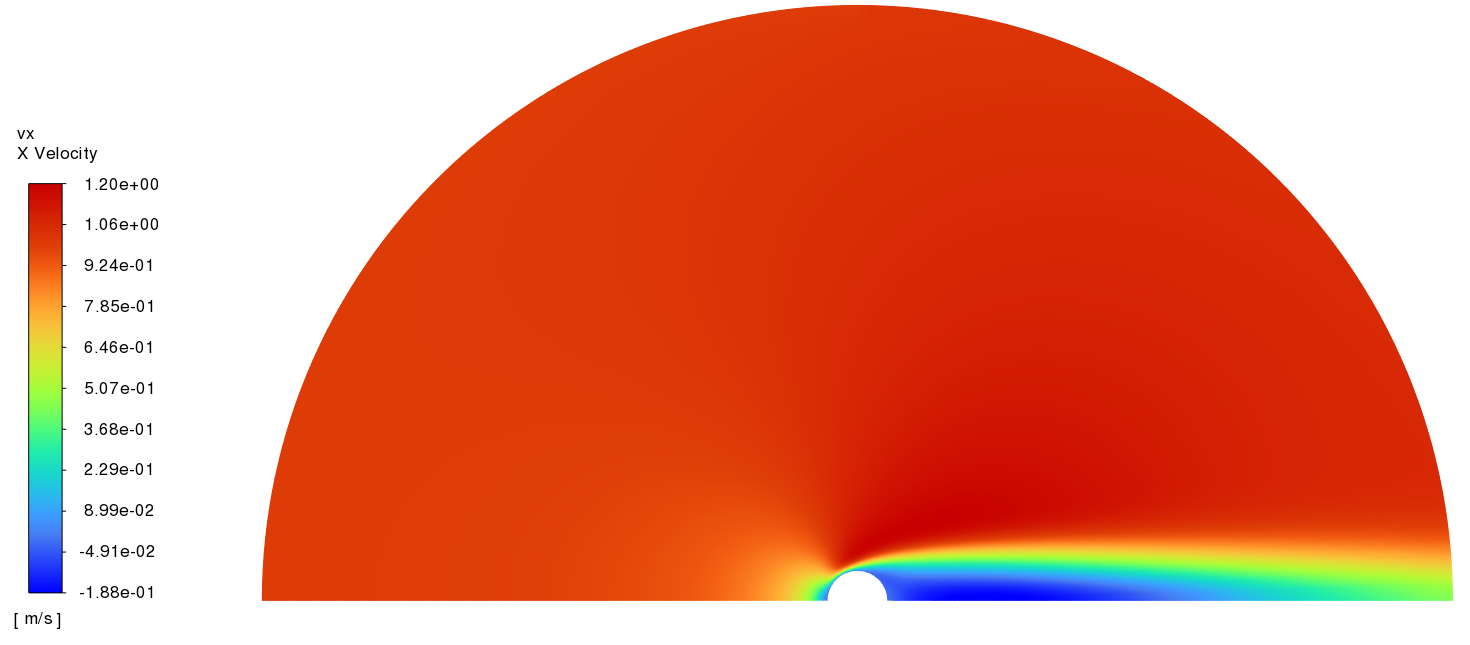 vx
X Velocity
1.20e+00
1.06e+00
9.24e-01
7.85e-01
6.46e-01
5.07e-01
3.68e-01
2.29e-01
8.99e-02
-4.91e-02
-1.88e-01
[ m/s ]